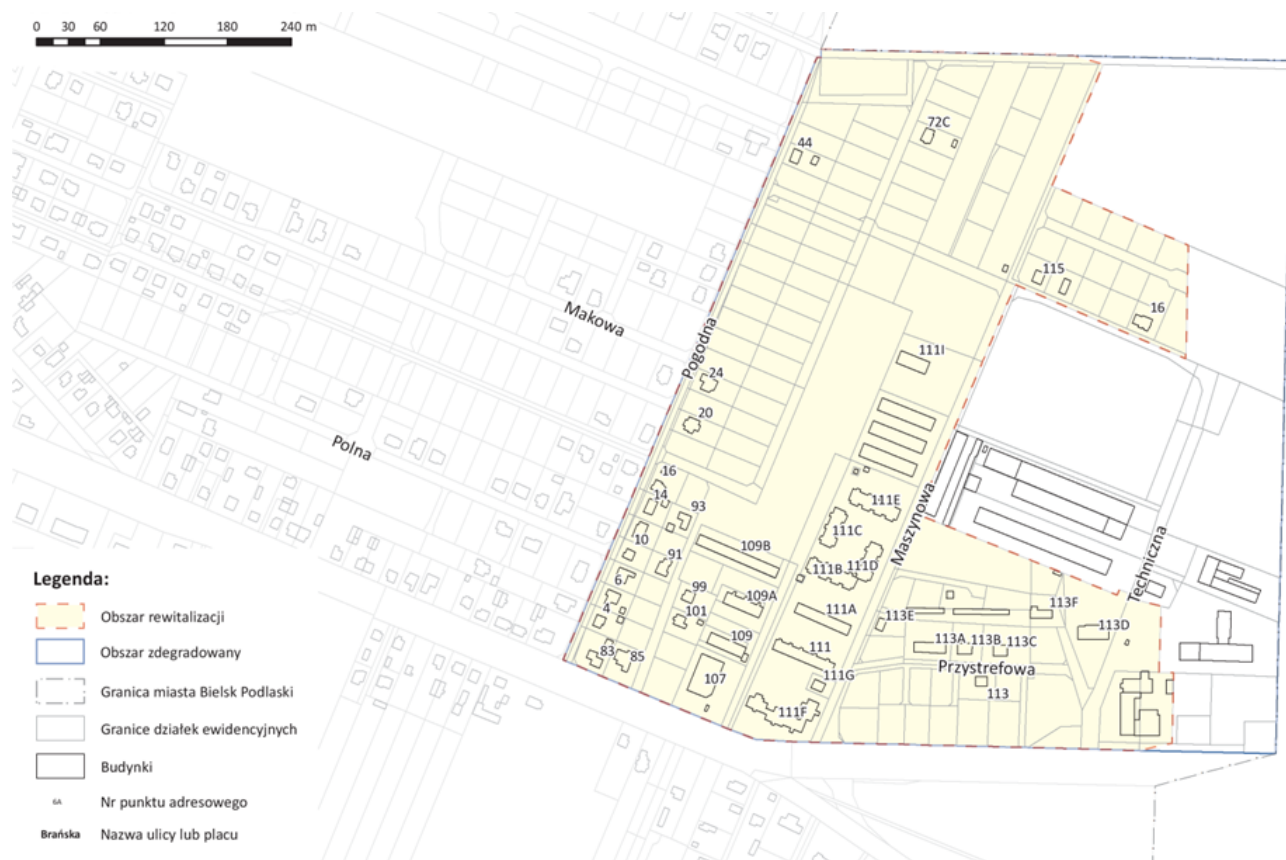 0 30 60 120 180 240 m
72C
44
115
16
Makowa
Pogodna
111I
24
20
Polna
16
14
93
111E
10
109B
111C
Maszynowa
91
111B
111D
Techniczna
6
99
109A
4
101
111A
113E
113F
109
111
113A
113B
113C
113D
83
85
Przystrefowa
107
111G
113
111F
Legenda:
Obszar rewitalizacji
Obszar zdegradowany
Granica miasta Bielsk Podlaski
Granice działek ewidencyjnych
Budynki
6A Nr punktu adresowego
Brańska Nazwa ulicy lub placu